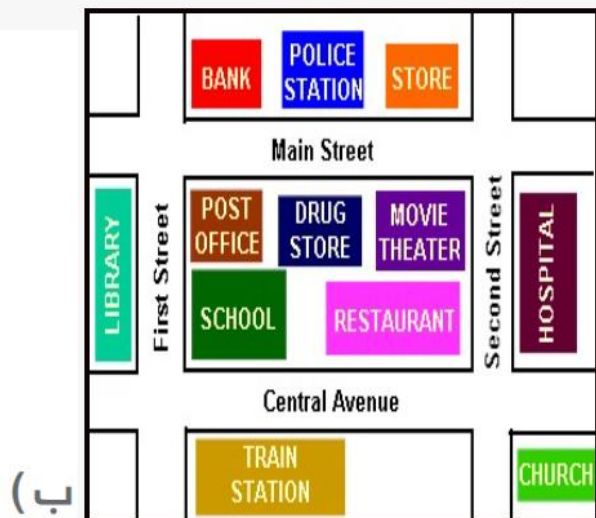 BANK
POLICE
STATION
STORE
Main Street
LIBRARY
First Street
POST
OFFICE
DRUG
STORE
MOVIE
THEATER
SCHOOL
RESTAURANT
Second Street
HOSPITAL
Central Avenue
TRAIN
STATION
CHURCH
ب)